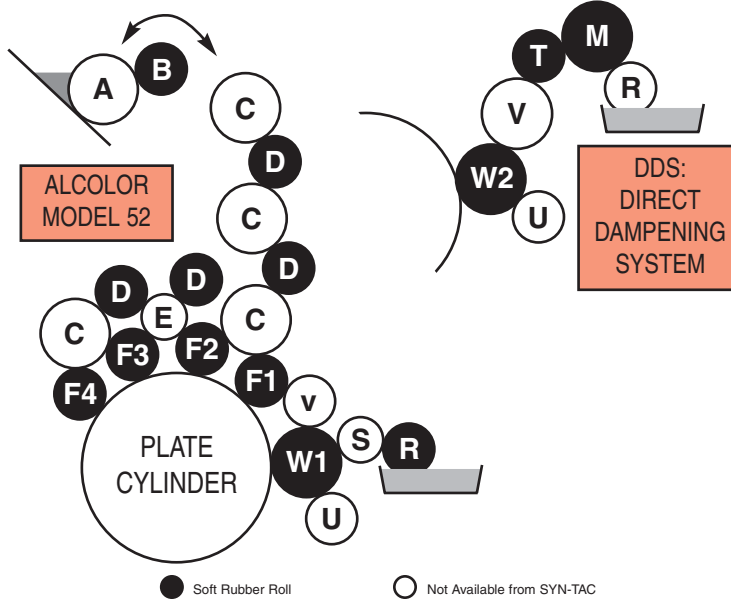 A
B
C
D
C
D
D
D
E
C
C
F3
F2
F4
F1
v
S
R
W1
U
PLATE
CYLINDER
ALCOLOR
MODEL 52
M
T
R
V
W2
U
DDS:
DIRECT
DAMPENING
SYSTEM
Soft Rubber Roll
Not Available from SYN-TAC